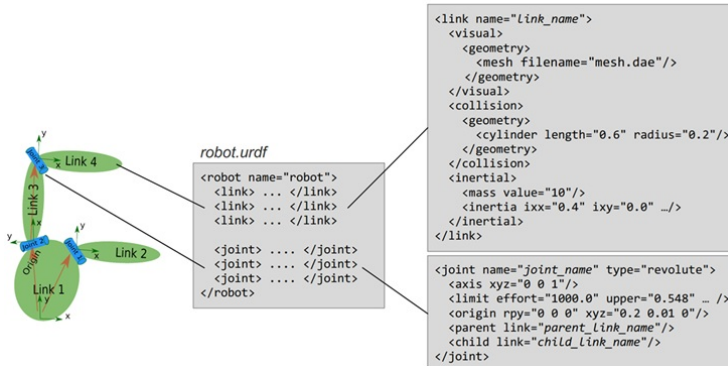 y
x
Joint 3
Link 4
Link 3
y
x
Joint 2
Origin
Joint 1
y
x
Link 2
Link 1
y
x
robot.urdf
<robot name="robot">
<link> ... </link>
<link> ... </link>
<link> ... </link>
<joint> .... </joint>
<joint> .... </joint>
<joint> .... </joint>
</robot>
<link name="link_name">
<visual>
<geometry>
<mesh filename="mesh.dae"/>
</geometry>
</visual>
<collision>
<geometry>
<cylinder length="0.6" radius="0.2"/>
</geometry>
</collision>
<inertial>
<mass value="10"/>
<inertia ixx="0.4" ixy="0.0" …/>
</inertial>
</link>
<joint name="joint_name" type="revolute">
<axis xyz="0 0 1"/>
<limit effort="1000.0" upper="0.548" … />
<origin rpy="0 0 0" xyz="0.2 0.01 0"/>
<parent link="parent_link_name"/>
<child link="child_link_name"/>
</joint>